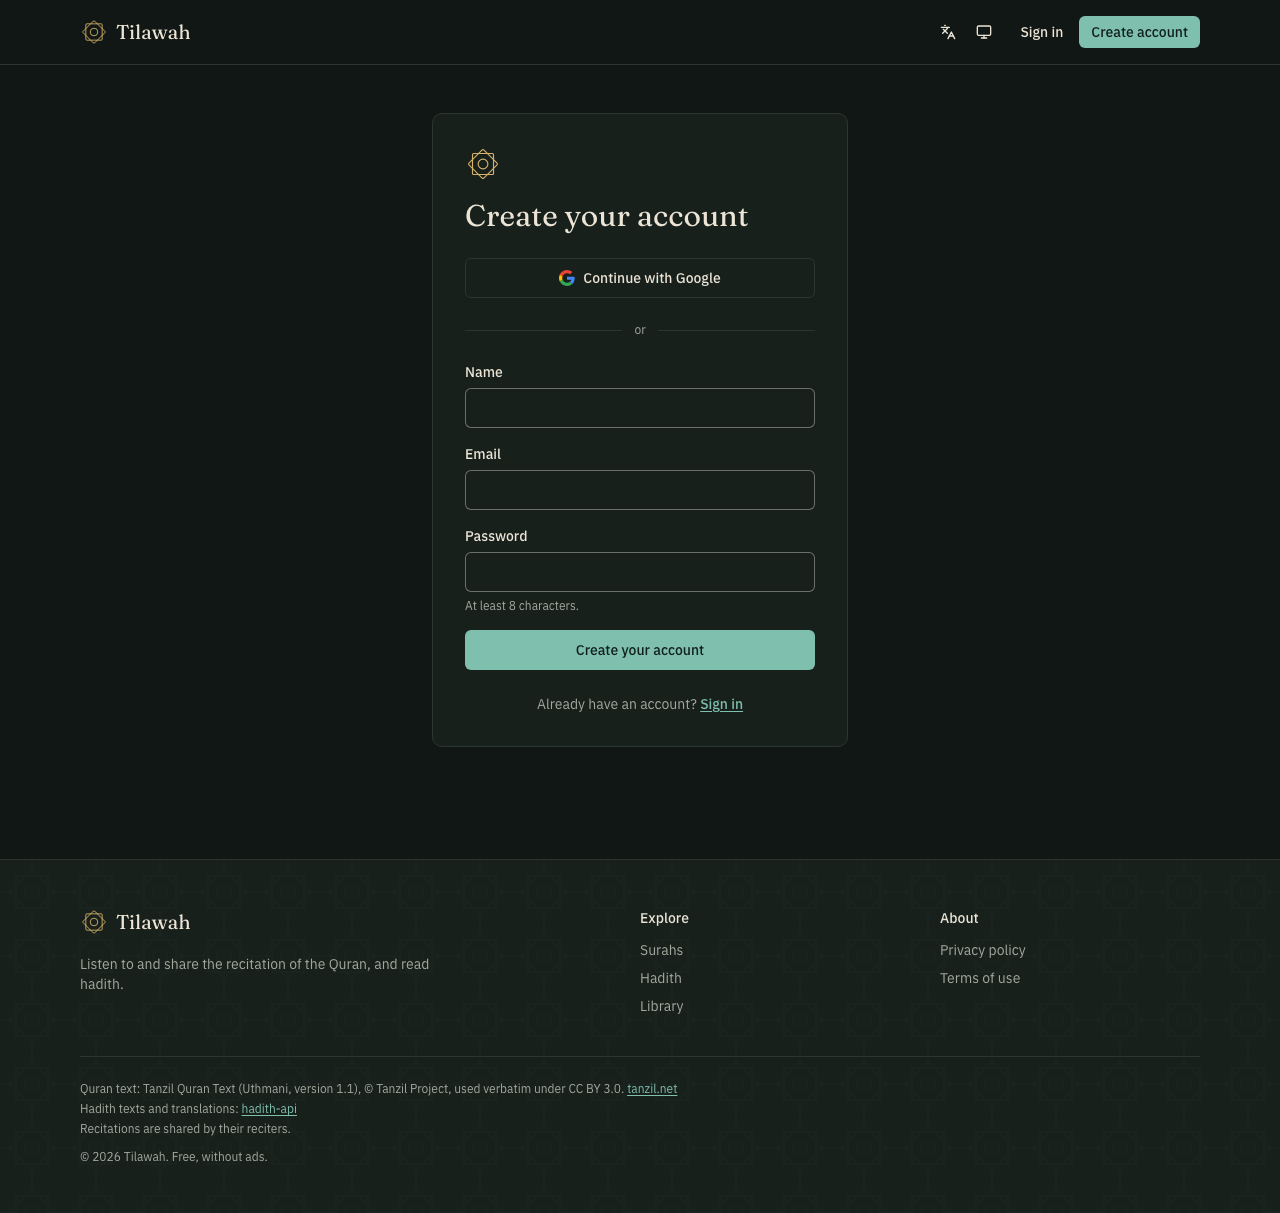 Tilawah
Sign in
Create account
Create your account
Continue with Google
or
Name
Email
Password
At least 8 characters.
Create your account
Already have an account? Sign in
Tilawah
Listen to and share the recitation of the Quran, and read
hadith.
Explore
Surahs
Hadith
Library
About
Privacy policy
Terms of use
Quran text: Tanzil Quran Text (Uthmani, version 1.1), © Tanzil Project, used verbatim under CC BY 3.0. tanzil.net
Hadith texts and translations: hadith-api
Recitations are shared by their reciters.
© 2026 Tilawah. Free, without ads.